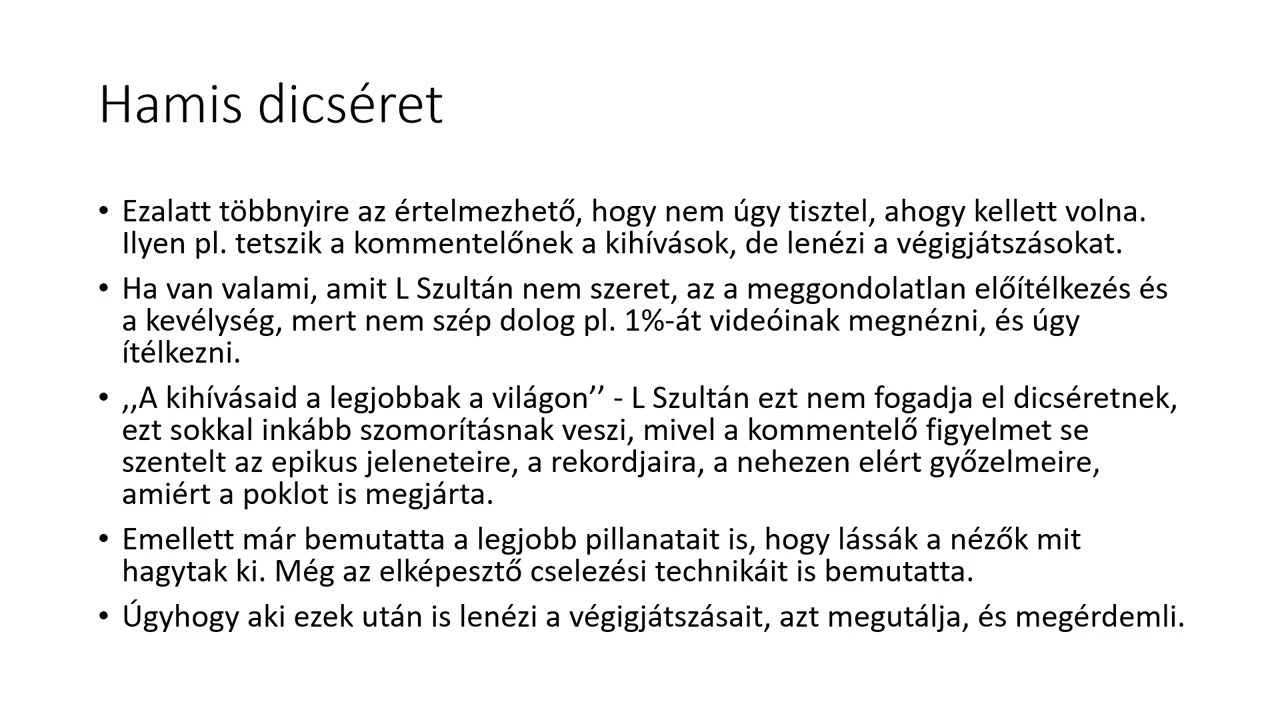 Hamis dicséret
• Ezalatt többnyire az értelmezhető, hogy nem úgy tisztel, ahogy kellett volna.
Ilyen pl. tetszik a kommentelőnek a kihívások, de lenézi a végigjátszásokat.
• Ha van valami, amit L Szultán nem szeret, az a meggondolatlan előítélkezés és
a kevélység, mert nem szép dolog pl. 1%-át videóinak megnézni, és úgy
ítélkezni.
• ,,A kihívásaid a legjobbak a világon’’ - L Szultán ezt nem fogadja el dicséretnek,
ezt sokkal inkább szomorításnak veszi, mivel a kommentelő figyelmet se
szentelt az epikus jeleneteire, a rekordjaira, a nehezen elért győzelmeire,
amiért a poklot is megjárta.
• Emellett már bemutatta a legjobb pillanatait is, hogy lássák a nézők mit
hagytak ki. Még az elképesztő cselezési technikáit is bemutatta.
• Úgyhogy aki ezek után is lenézi a végigjátszásait, azt megutálja, és megérdemli.